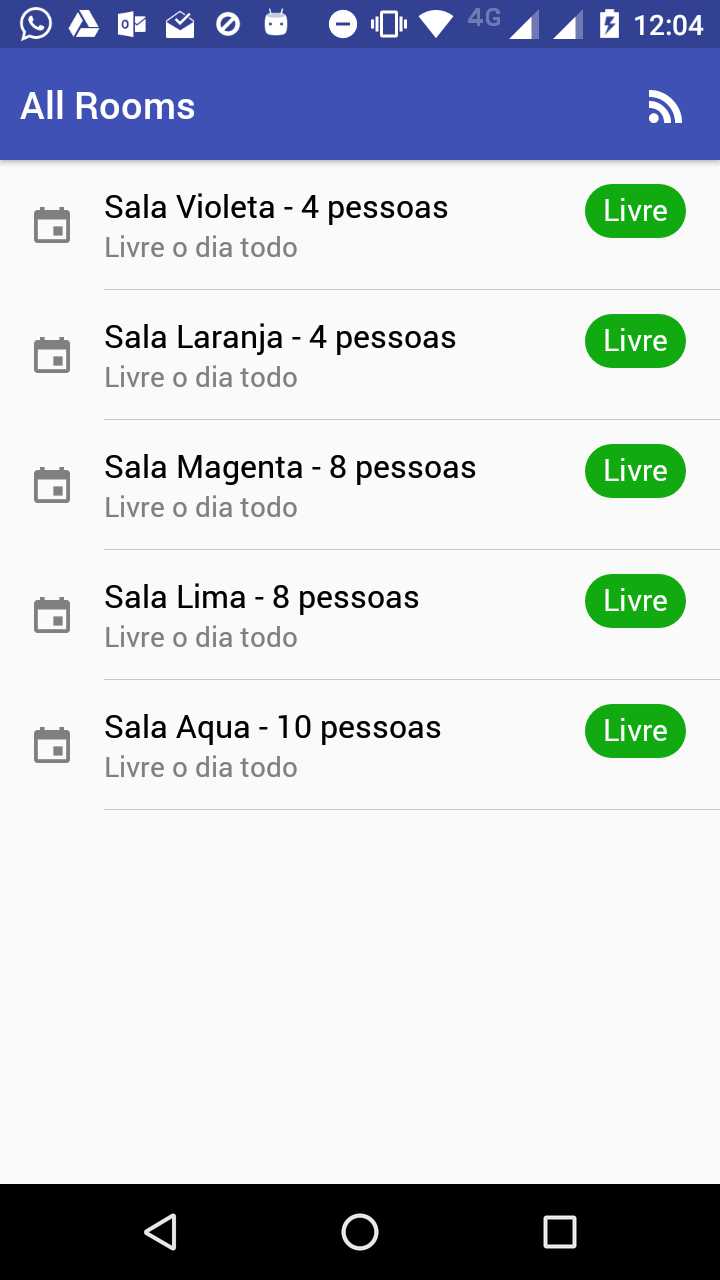 4G 12:04
All Rooms
Sala Violeta - 4 pessoas
Livre
Livre o dia todo
Sala Laranja - 4 pessoas
Livre
Livre o dia todo
Sala Magenta - 8 pessoas
Livre
Livre o dia todo
Sala Lima - 8 pessoas
Livre
Livre o dia todo
Sala Aqua - 10 pessoas
Livre
Livre o dia todo